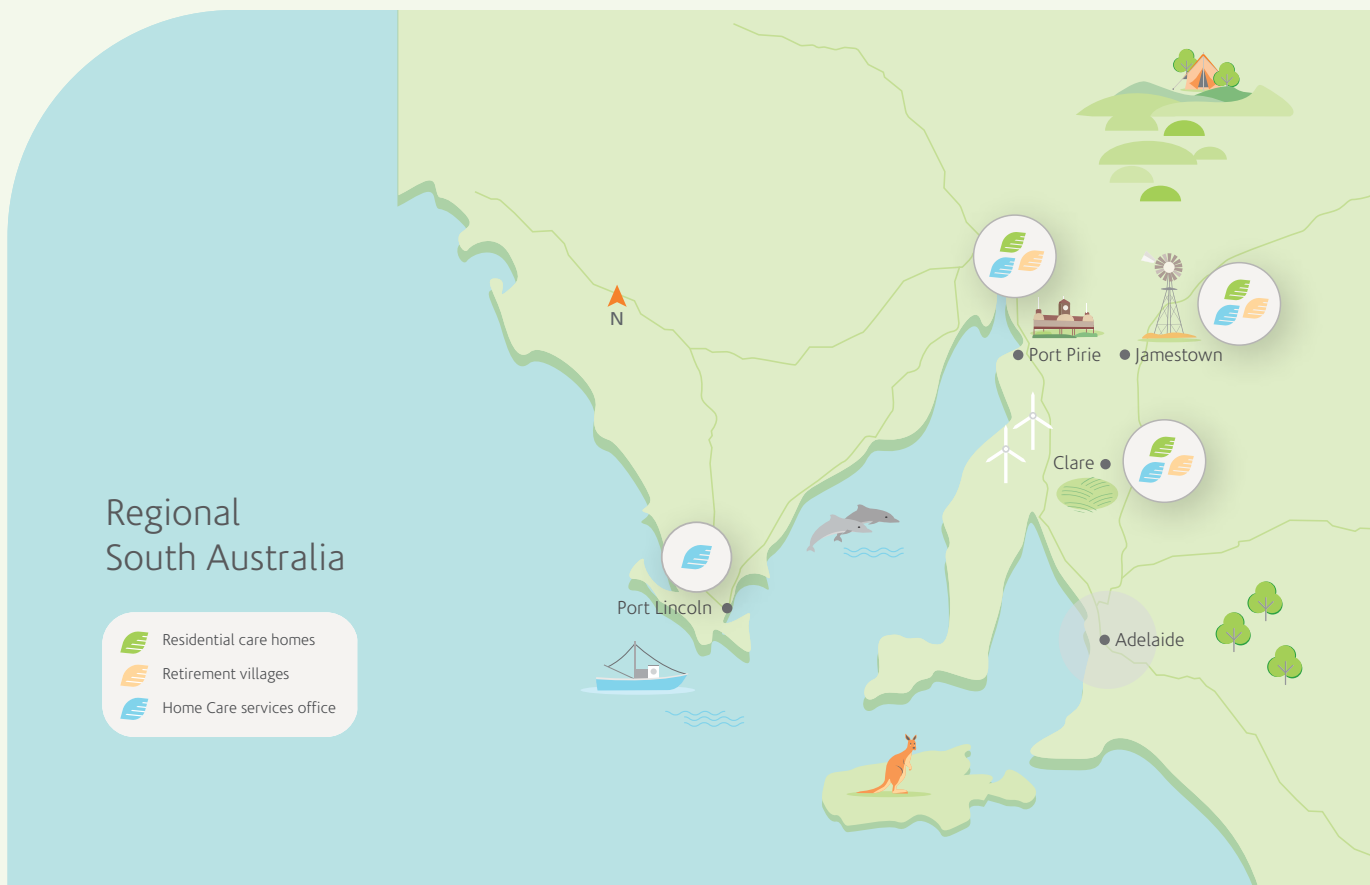 N
Port Pirie
Jamestown
Clare
Regional
South Australia
Port Lincoln
Residential care homes
Retirement villages
Home Care services office
Adelaide